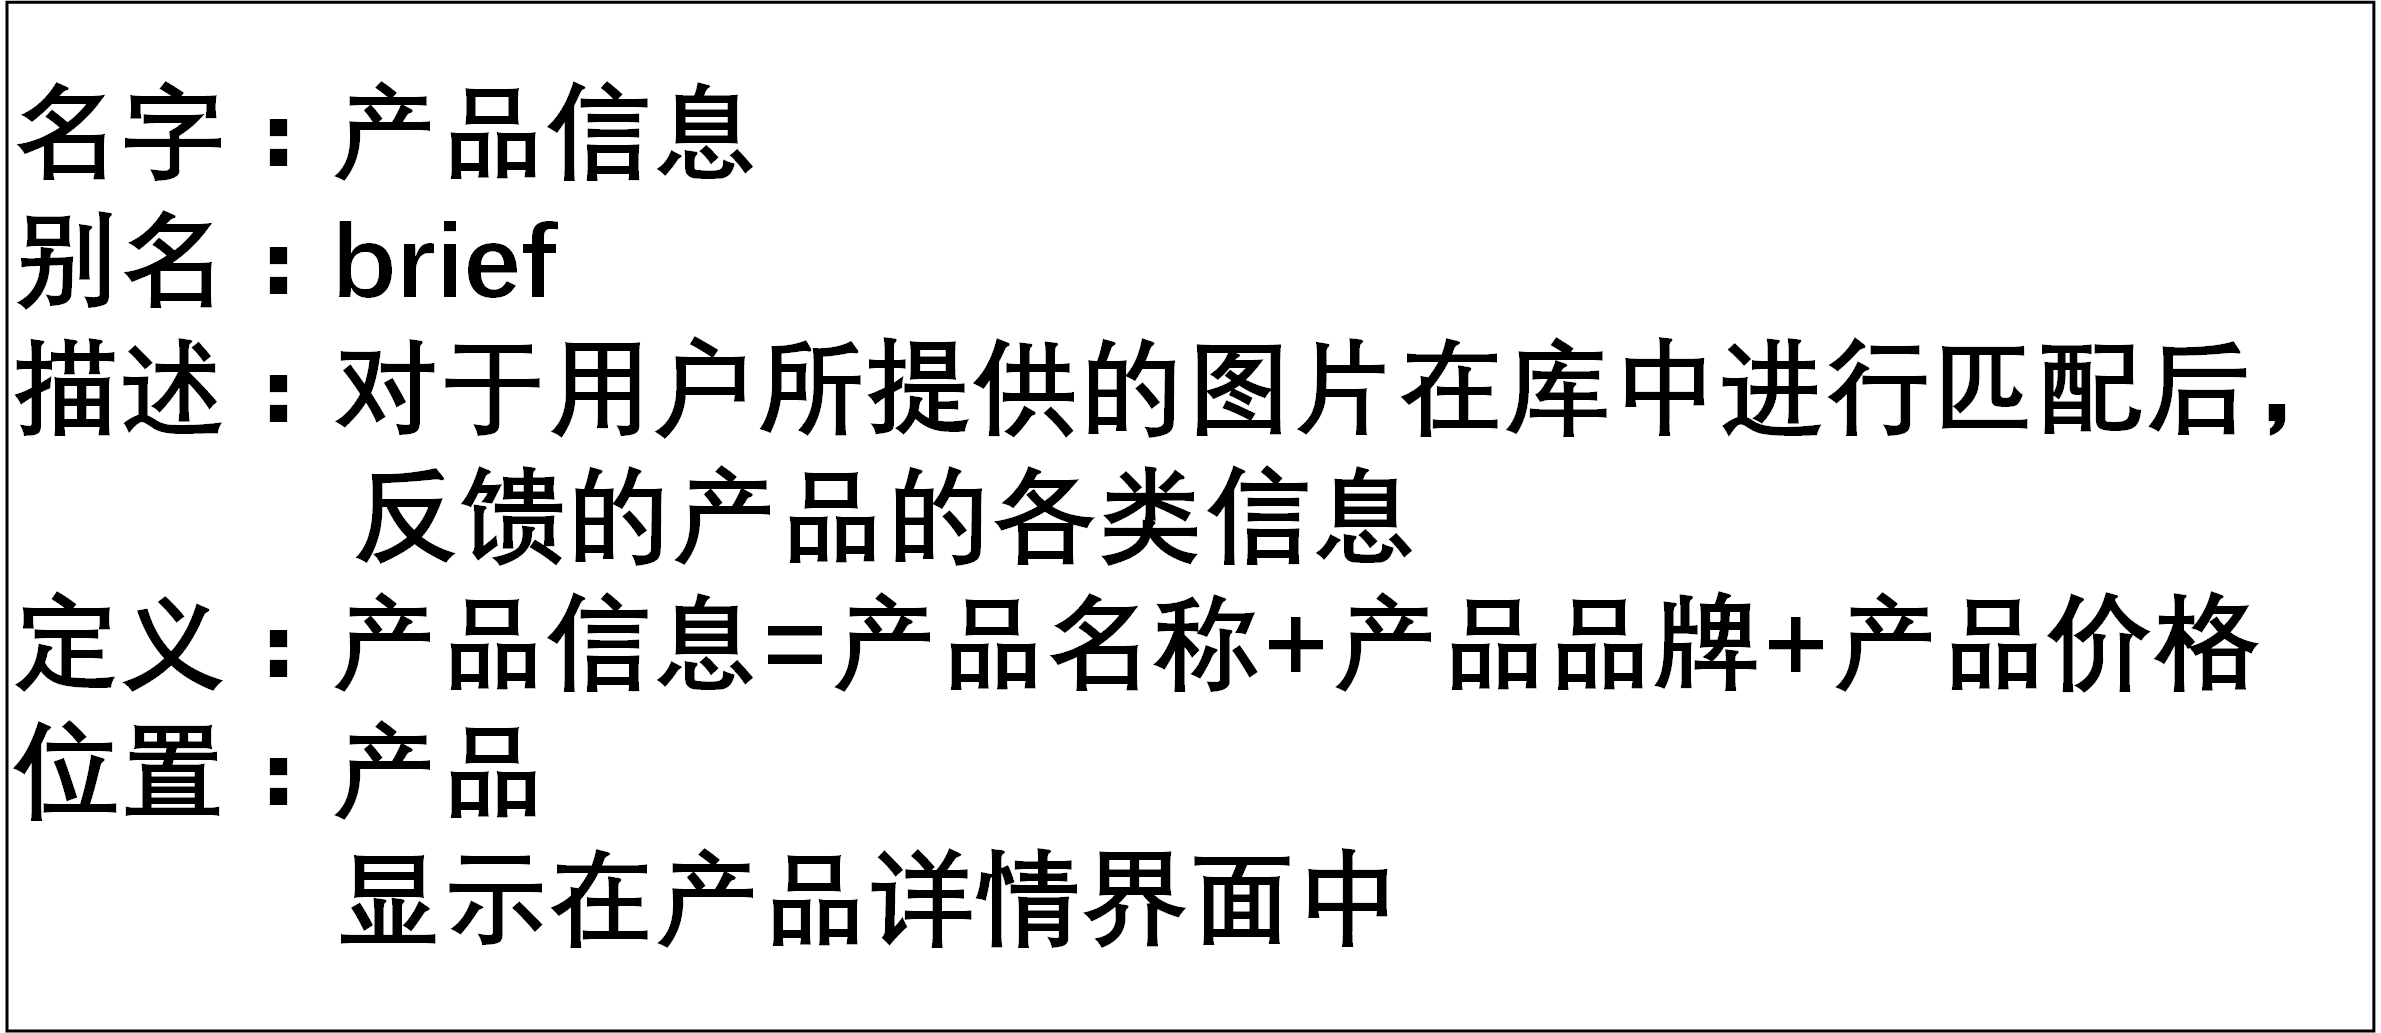 名字：产品信息
别名：brief
描述：对于用户所提供的图片在库中进行匹配后，
反馈的产品的各类信息
定义：产品信息=产品名称+产品品牌+产品价格
位置：产品
显示在产品详情界面中